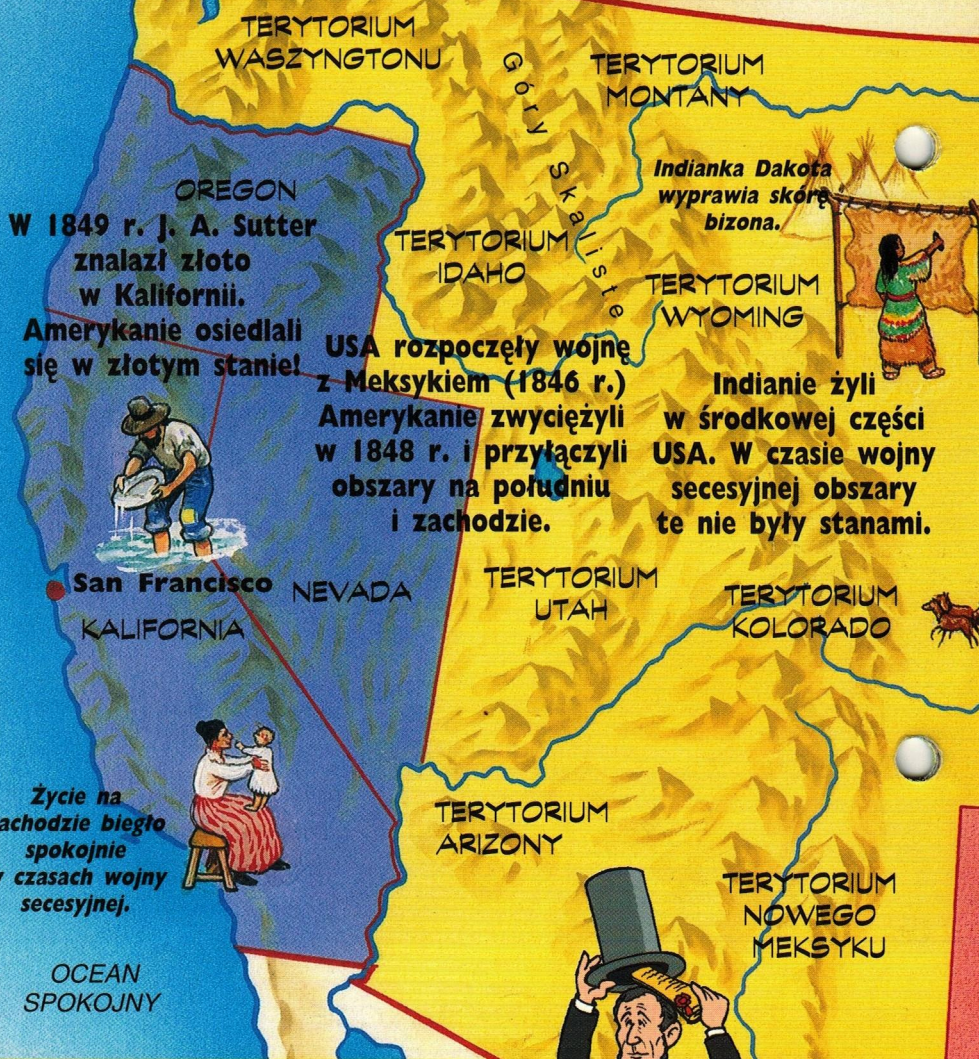 TERYTORIUM
WASZYNGTONU
Góry Skaliste
TERYTORIUM
MONTANY
Indianka Dakota
wyprawia skórę
bizona.
OREGON
W 1849 r. J. A. Sutter
znalazł złoto
w Kalifornii.
Amerykanie osiedlali
się w złotym stanie!
TERYTORIUM
IDAHO
TERYTORIUM
WYOMING
USA rozpoczęły wojnę
z Meksykiem (1846 r.)
Amerykanie zwyciężyli
w 1848 r. i przyłączyli
obszary na południu
i zachodzie.
Indianie żyli
w środkowej części
USA. W czasie wojny
secesyjnej obszary
te nie były stanami.
San Francisco
NEVADA
KALIFORNIA
TERYTORIUM
UTAH
TERYTORIUM
KOLORADO
Życie na
achodzie biegło
spokojnie
czasach wojny
secesyjnej.
TERYTORIUM
ARIZONY
TERYTORIUM
NOWEGO
MEKSYKU
OCEAN
SPOKOJNY